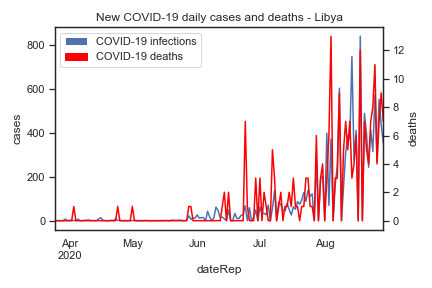 New COVID-19 daily cases and deaths - Libya
COVID-19 infections
COVID-19 deaths
cases
800
600
400
200
0
deaths
12
10
8
6
4
2
0
Apr
2020
May
Jun
Jul
Aug
dateRep